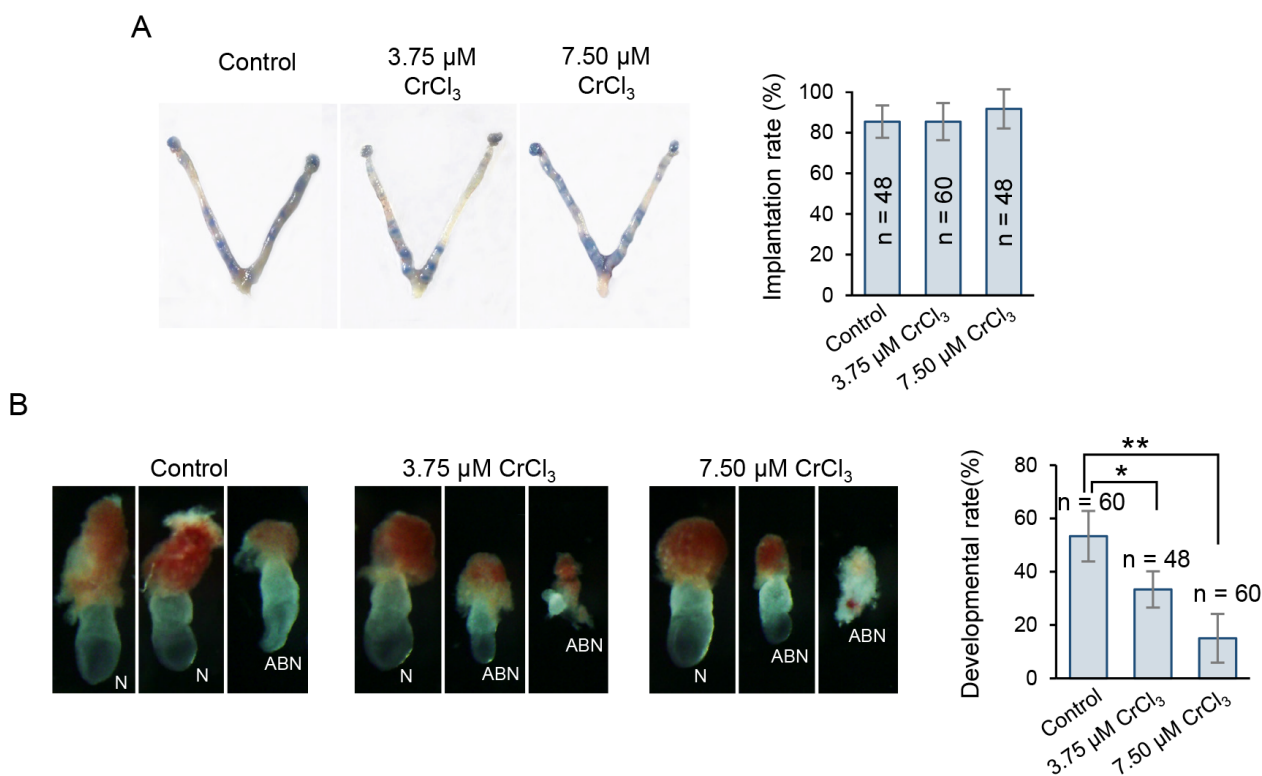 A
Control
3.75 µM
CrCl₃
7.50 µM
CrCl₃
Implantation rate (%)
100
80
60
40
20
0
n = 48
n = 60
n = 48
Control
3.75 µM CrCl₃
7.50 µM CrCl₃
B
Control
N
N
ABN
3.75 µM CrCl₃
N
ABN
ABN
7.50 µM CrCl₃
N
ABN
ABN
Developmental rate(%)
80
60
40
20
0
**
*
n = 60
n = 48
n = 60
Control
3.75 µM CrCl₃
7.50 µM CrCl₃